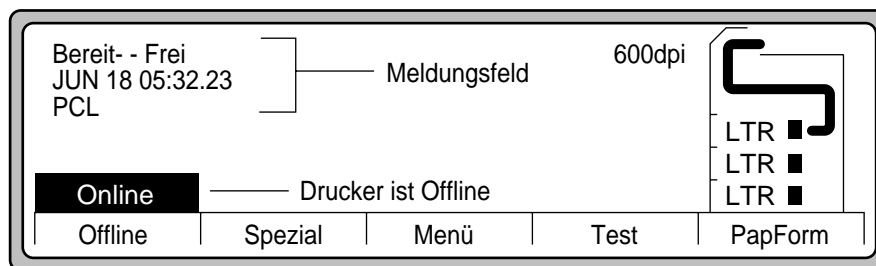 Bereit- - Frei
JUN 18 05:32.23
PCL
Meldungsfeld
600dpi
LTR
LTR
LTR
Online
Drucker ist Offline
Offline
Spezial
Menü
Test
PapForm